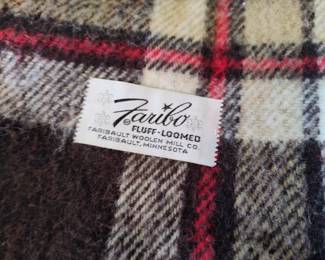 Faribo
FLUFF-LOOMED
FARIBAULT WOOLEN MILL CO.
FARIBAULT, MINNESOTA